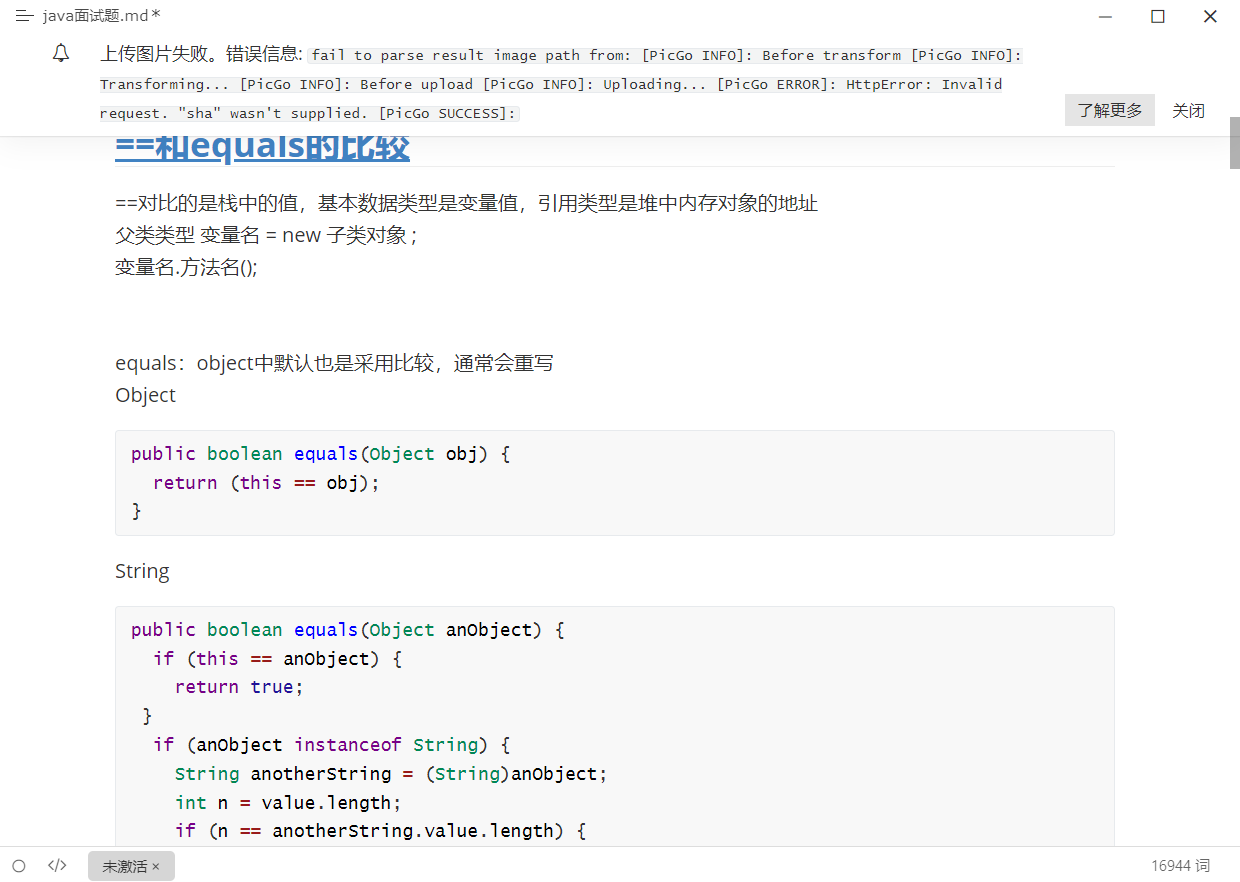 java面试题.md*
上传图片失败。错误信息: fail to parse result image path from: [PicGo INFO]: Before transform [PicGo INFO]:
Transforming... [PicGo INFO]: Before upload [PicGo INFO]: Uploading... [PicGo ERROR]: HttpError: Invalid
request. "sha" wasn't supplied. [PicGo SUCCESS]:
了解更多 关闭
==和equals的比较
==对比的是栈中的值，基本数据类型是变量值，引用类型是堆中内存对象的地址
父类类型 变量名 = new 子类对象 ;
变量名.方法名();
equals：object中默认也是采用比较，通常会重写
Object
public boolean equals(Object obj) {
  return (this == obj);
}
String
public boolean equals(Object anObject) {
  if (this == anObject) {
    return true;
 }
  if (anObject instanceof String) {
    String anotherString = (String)anObject;
    int n = value.length;
    if (n == anotherString.value.length) {
</> 未激活 × 16944 词